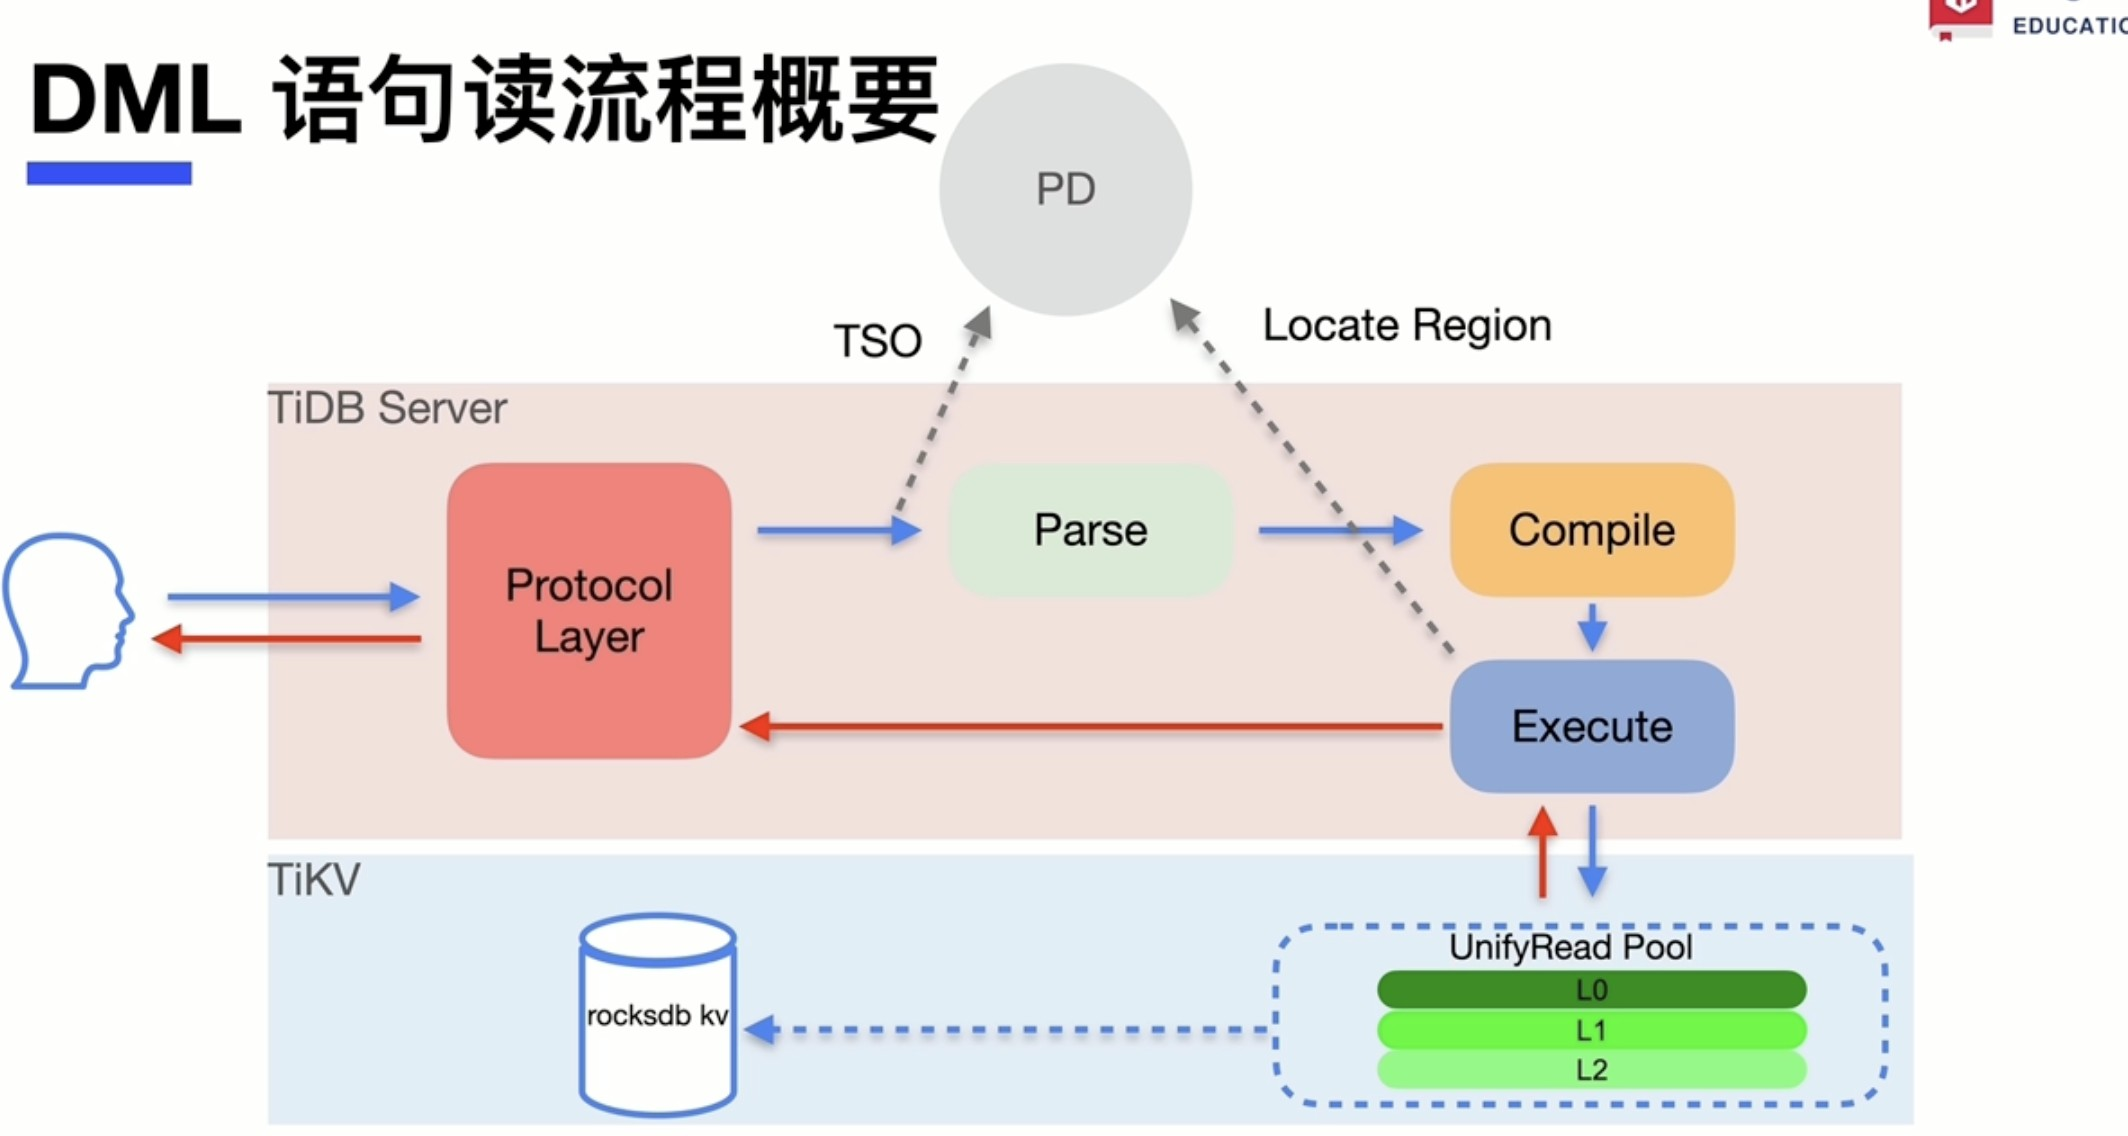 EDUCATIO
DML 语句读流程概要
PD
TSO
Locate Region
TiDB Server
Protocol
Layer
Parse
Compile
Execute
TiKV
rocksdb kv
UnifyRead Pool
L0
L1
L2